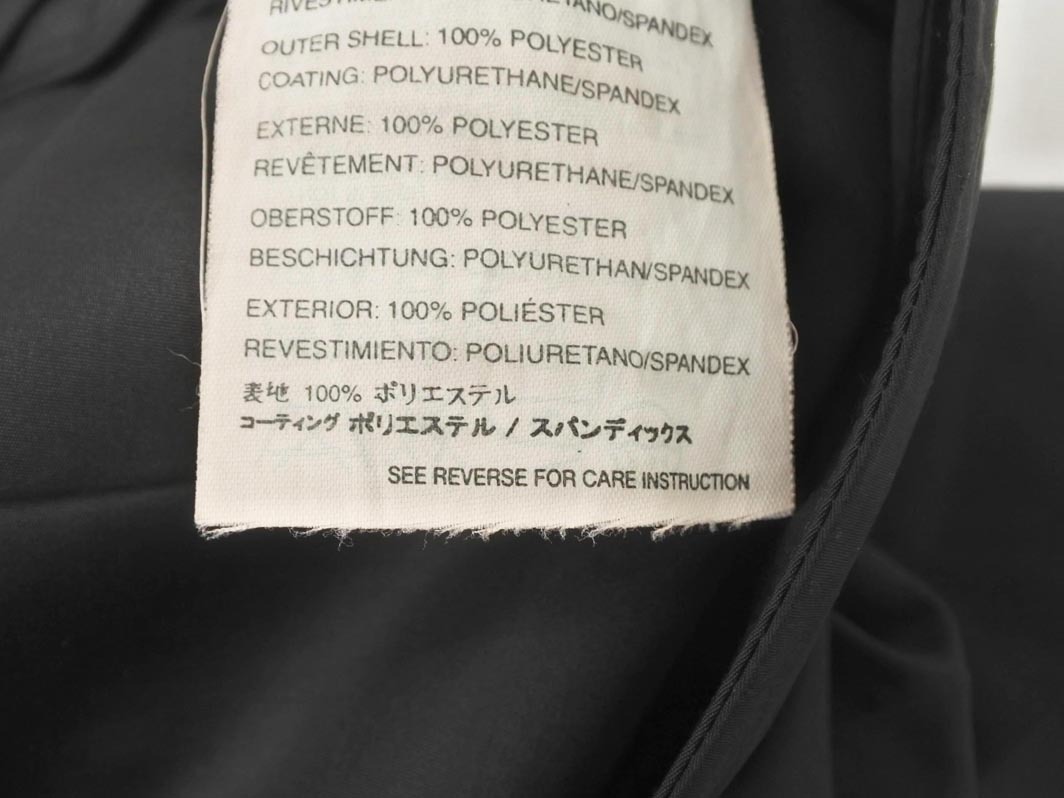 OUTER SHELL: 100% POLYESTER
COATING: POLYURETHANE/SPANDEX
EXTERNE: 100% POLYESTER
REVÊTEMENT: POLYURETHANE/SPANDEX
OBERSTOFF: 100% POLYESTER
BESCHICHTUNG: POLYURETHAN/SPANDEX
EXTERIOR: 100% POLIÉSTER
REVESTIMIENTO: POLIURETANO/SPANDEX
表地 100% ポリエステル
コーティング ポリエステル / スパンディックス
SEE REVERSE FOR CARE INSTRUCTION